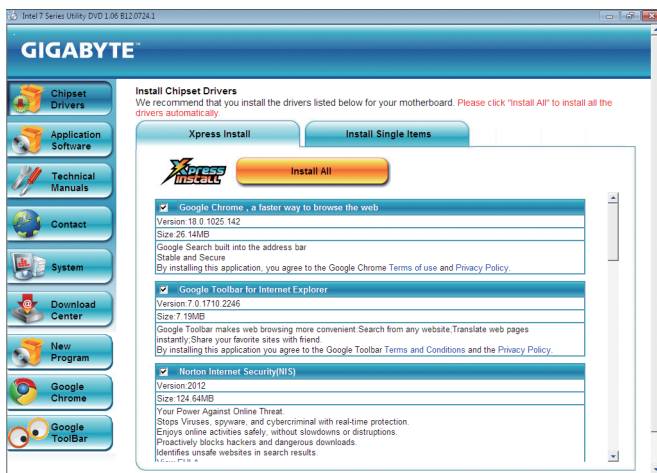 Intel 7 Series Utility DVD 1.06 B12.0724.1
GIGABYTE™
Chipset
Drivers
Application
Software
Technical
Manuals
Contact
System
Download
Center
New
Program
Google
Chrome
Google
ToolBar
Install Chipset Drivers
We recommend that you install the drivers listed below for your motherboard. Please click "Install All" to install all the
drivers automatically.
Xpress Install
Install Single Items
Xpress
Install
Install All
Google Chrome , a faster way to browse the web
Version:18.0.1025.142
Size:26.14MB
Google Search built into the address bar
Stable and Secure
By installing this application, you agree to the Google Chrome Terms of use and Privacy Policy.
Google Toolbar for Internet Explorer
Version:7.0.1710.2246
Size:7.19MB
Google Toolbar makes web browsing more convenient:Search from any website;Translate web pages
instantly;Share your favorite sites with friend.
By installing this application you agree to the Google Toolbar Terms and Conditions and the Privacy Policy.
Norton Internet Security(NIS)
Version:2012
Size:124.64MB
Your Power Against Online Threat.
Stops Viruses, spyware, and cybercriminal with real-time protection.
Enjoys online activities safely, without slowdowns or distruptions.
Proactively blocks hackers and dangerous downloads.
Identifies unsafe websites in search results.
View EULA